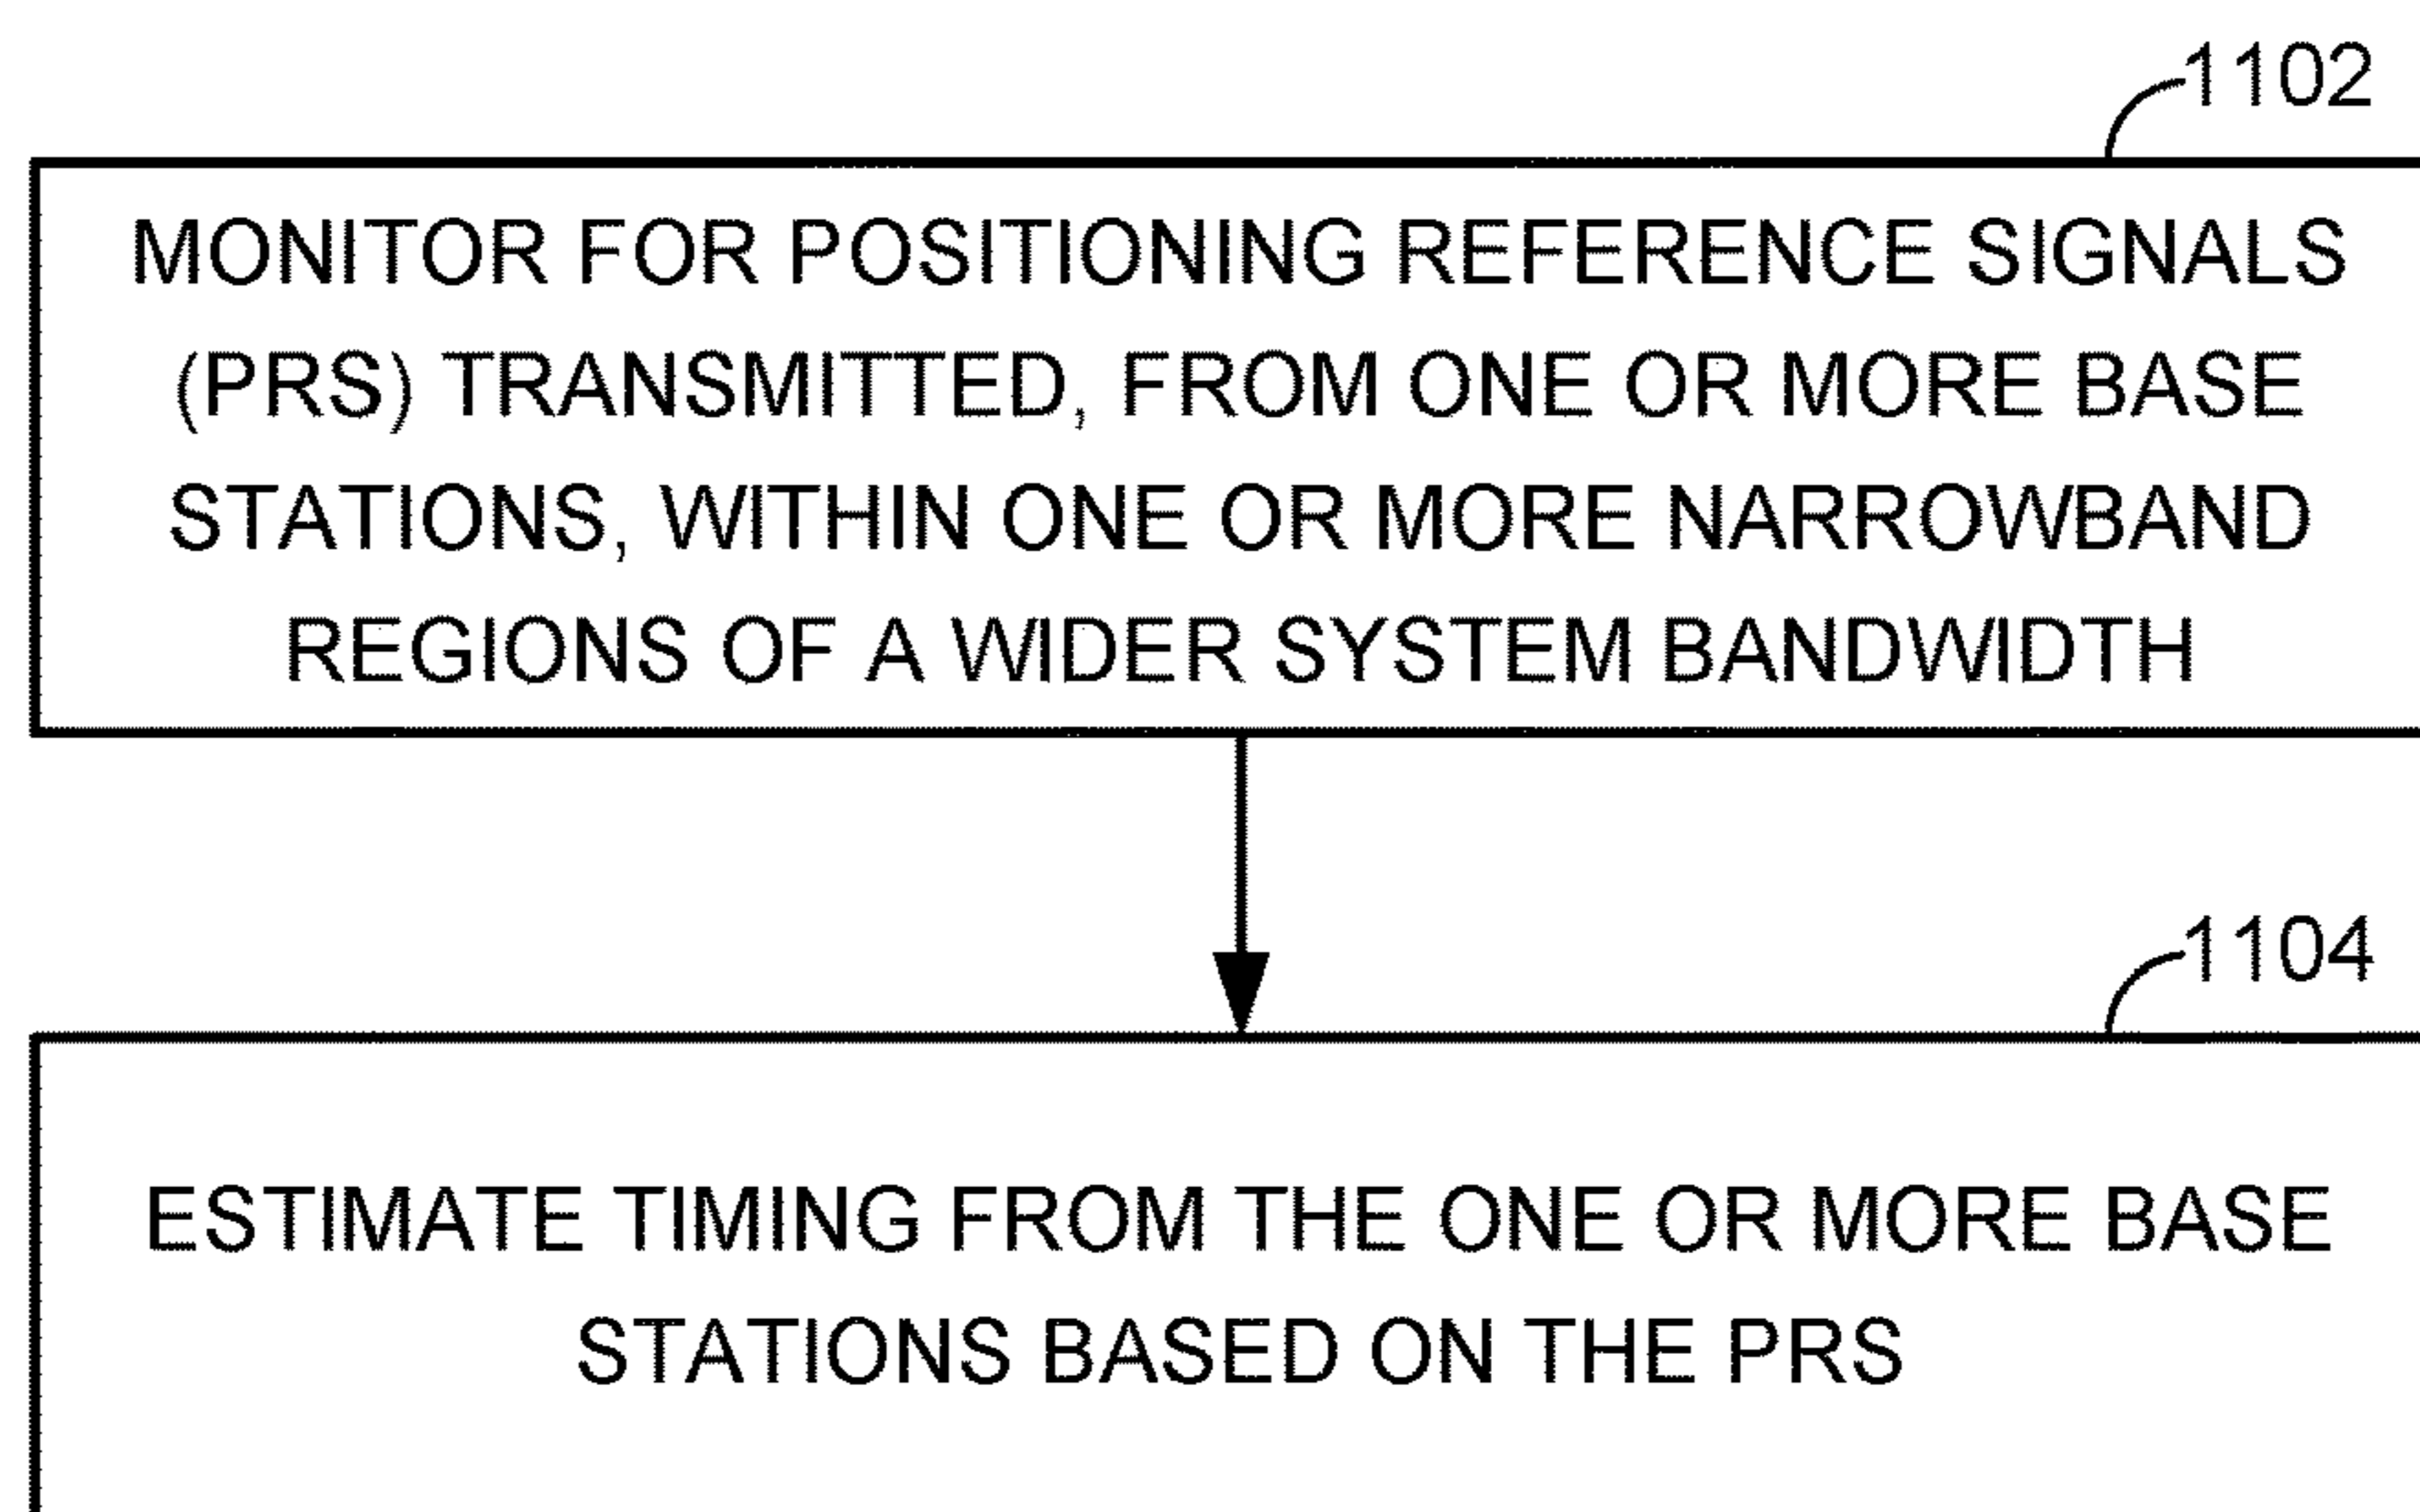 1102
MONITOR FOR POSITIONING REFERENCE SIGNALS
(PRS) TRANSMITTED, FROM ONE OR MORE BASE
STATIONS, WITHIN ONE OR MORE NARROWBAND
REGIONS OF A WIDER SYSTEM BANDWIDTH
1104
ESTIMATE TIMING FROM THE ONE OR MORE BASE
STATIONS BASED ON THE PRS